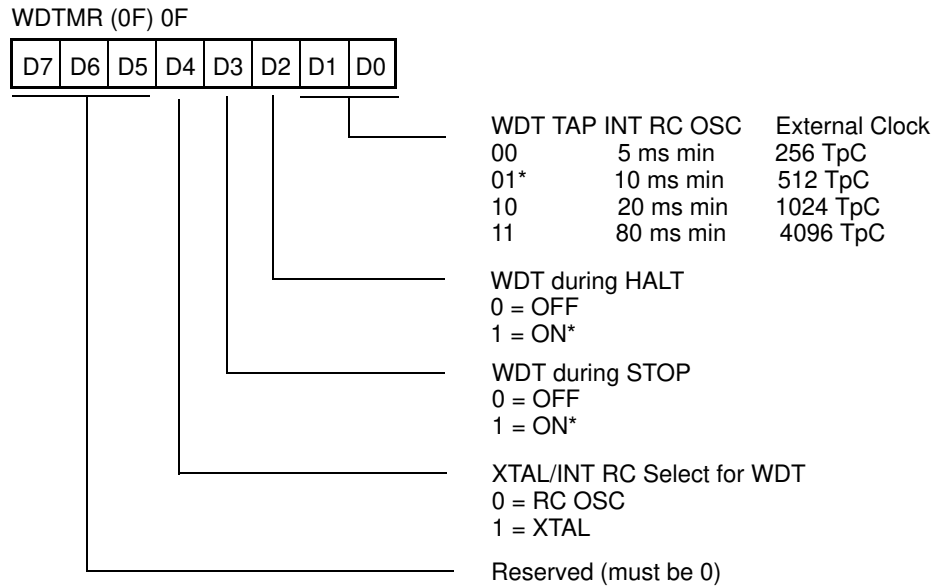 WDTMR (0F) 0F
D7 D6 D5 D4 D3 D2 D1 D0
WDT TAP INT RC OSC External Clock
00 5 ms min 256 TpC
01* 10 ms min 512 TpC
10 20 ms min 1024 TpC
11 80 ms min 4096 TpC
WDT during HALT
0 = OFF
1 = ON*
WDT during STOP
0 = OFF
1 = ON*
XTAL/INT RC Select for WDT
0 = RC OSC
1 = XTAL
Reserved (must be 0)